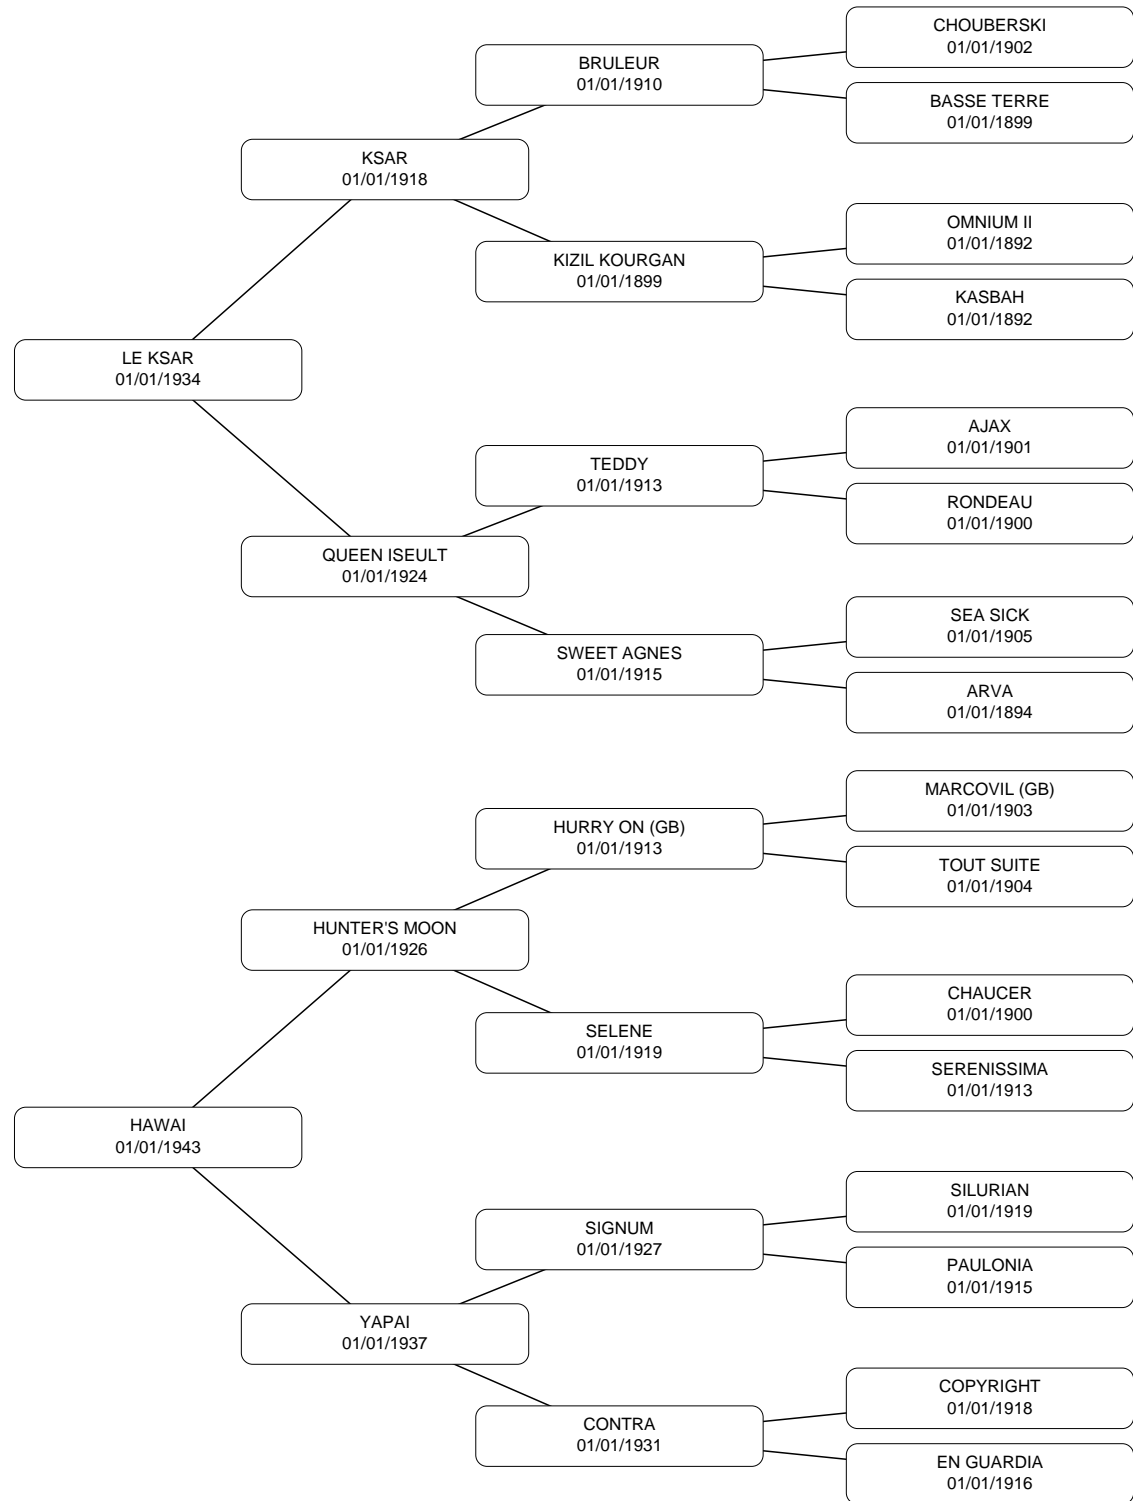 CHOUBERSKI
01/01/1902
BRULEUR
01/01/1910
BASSE TERRE
01/01/1899
KSAR
01/01/1918
OMNIUM II
01/01/1892
KIZIL KOURGAN
01/01/1899
KASBAH
01/01/1892
LE KSAR
01/01/1934
AJAX
01/01/1901
TEDDY
01/01/1913
RONDEAU
01/01/1900
QUEEN ISEULT
01/01/1924
SEA SICK
01/01/1905
SWEET AGNES
01/01/1915
ARVA
01/01/1894
MARCOVIL (GB)
01/01/1903
HURRY ON (GB)
01/01/1913
TOUT SUITE
01/01/1904
HUNTER'S MOON
01/01/1926
CHAUCER
01/01/1900
SELENE
01/01/1919
SERENISSIMA
01/01/1913
HAWAI
01/01/1943
SILURIAN
01/01/1919
SIGNUM
01/01/1927
PAULONIA
01/01/1915
YAPAI
01/01/1937
COPYRIGHT
01/01/1918
CONTRA
01/01/1931
EN GUARDIA
01/01/1916